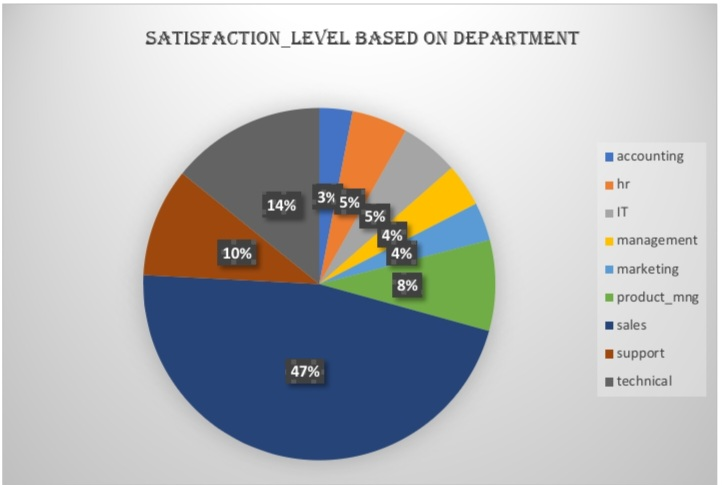 SATISFACTION_LEVEL BASED ON DEPARTMENT
3%
5%
5%
4%
4%
8%
47%
10%
14%
accounting
hr
IT
management
marketing
product_mng
sales
support
technical